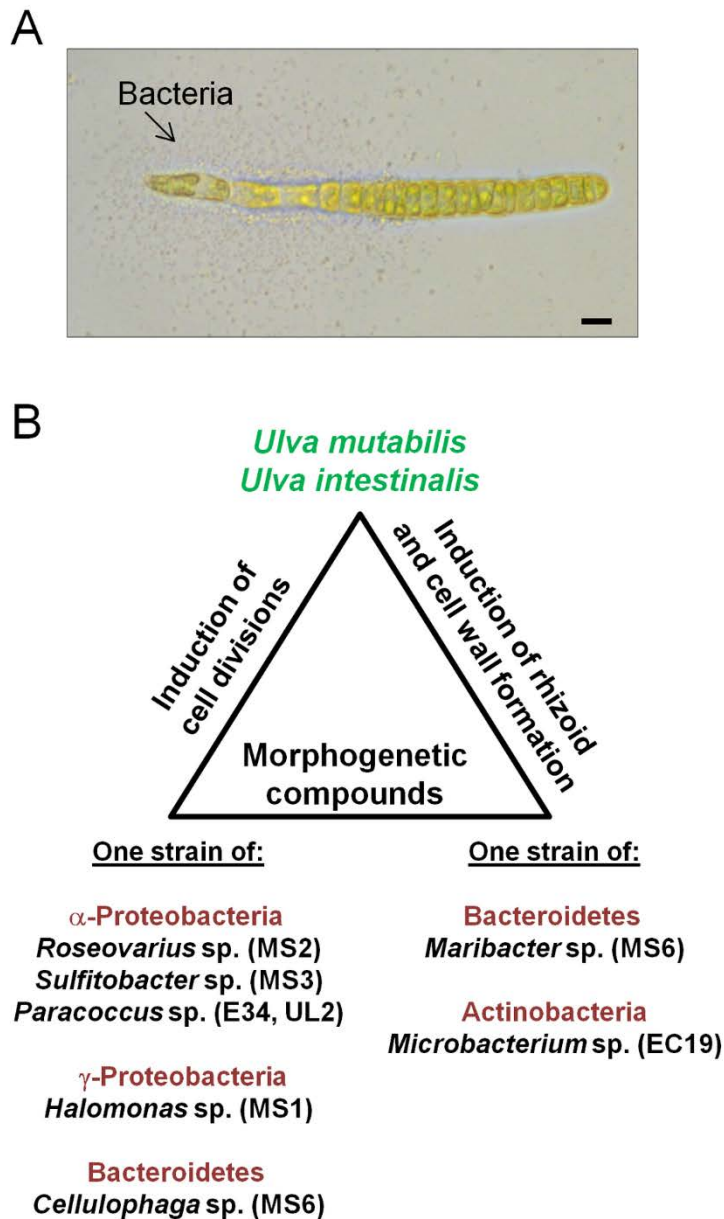 A
Bacteria
B
Ulva mutabilis
Ulva intestinalis
Induction of
cell divisions
Induction of rhizoid
and cell wall formation
Morphogenetic
compounds
One strain of:
α-Proteobacteria
Roseovarius sp. (MS2)
Sulfitobacter sp. (MS3)
Paracoccus sp. (E34, UL2)
γ-Proteobacteria
Halomonas sp. (MS1)
Bacteroidetes
Cellulophaga sp. (MS6)
One strain of:
Bacteroidetes
Maribacter sp. (MS6)
Actinobacteria
Microbacterium sp. (EC19)